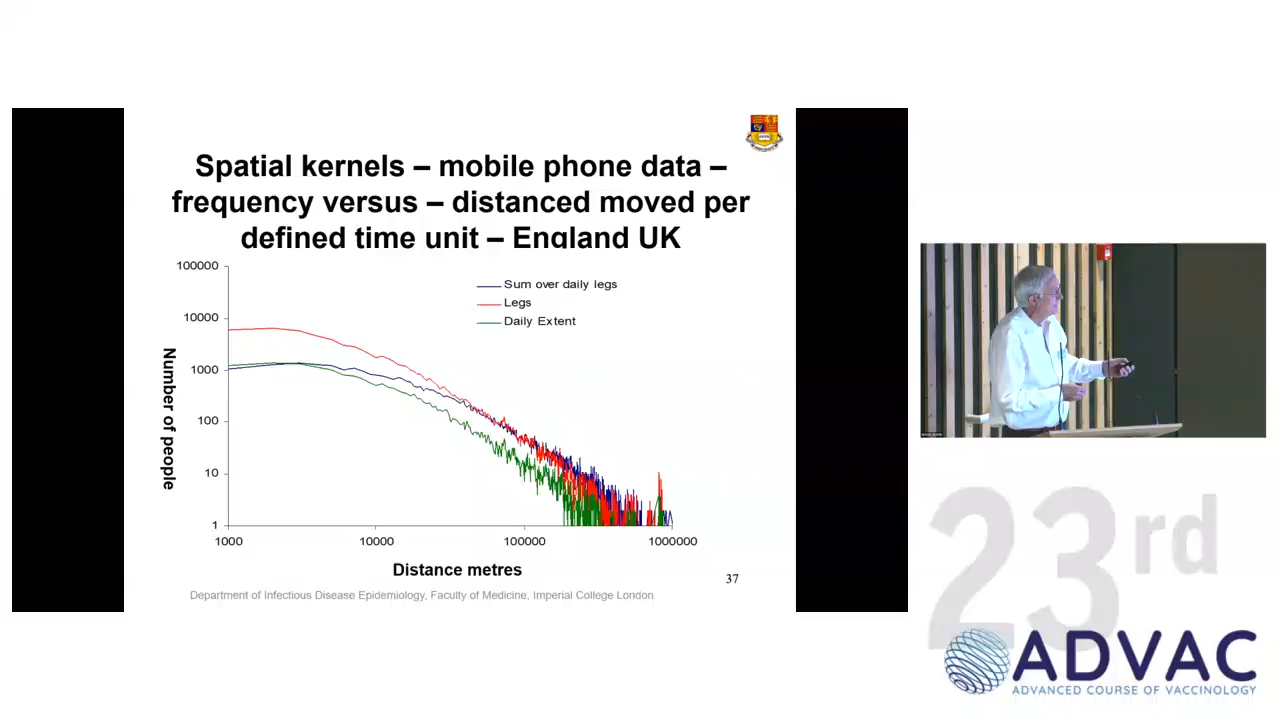 Spatial kernels – mobile phone data –
frequency versus – distanced moved per
defined time unit – England UK
100000
10000
1000
100
10
1
Number of people
Sum over daily legs
Legs
Daily Extent
1000
10000
100000
1000000
Distance metres
37
Department of Infectious Disease Epidemiology, Faculty of Medicine, Imperial College London
23rd
ADVAC
ADVANCED COURSE OF VACCINOLOGY